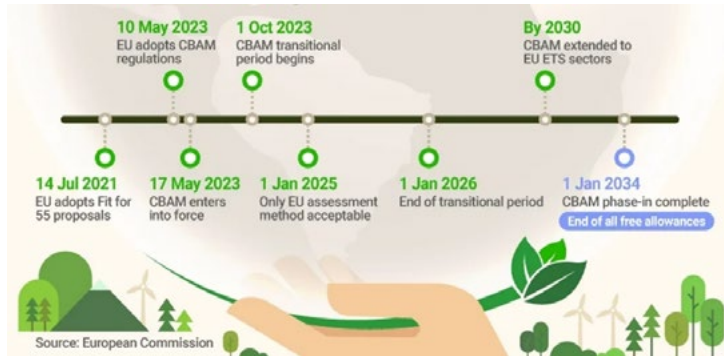 10 May 2023
EU adopts CBAM
regulations
1 Oct 2023
CBAM transitional
period begins
By 2030
CBAM extended to
EU ETS sectors
14 Jul 2021
EU adopts Fit for
55 proposals
17 May 2023
CBAM enters
into force
1 Jan 2025
Only EU assessment
method acceptable
1 Jan 2026
End of transitional period
1 Jan 2034
CBAM phase-in complete
End of all free allowances
Source: European Commission